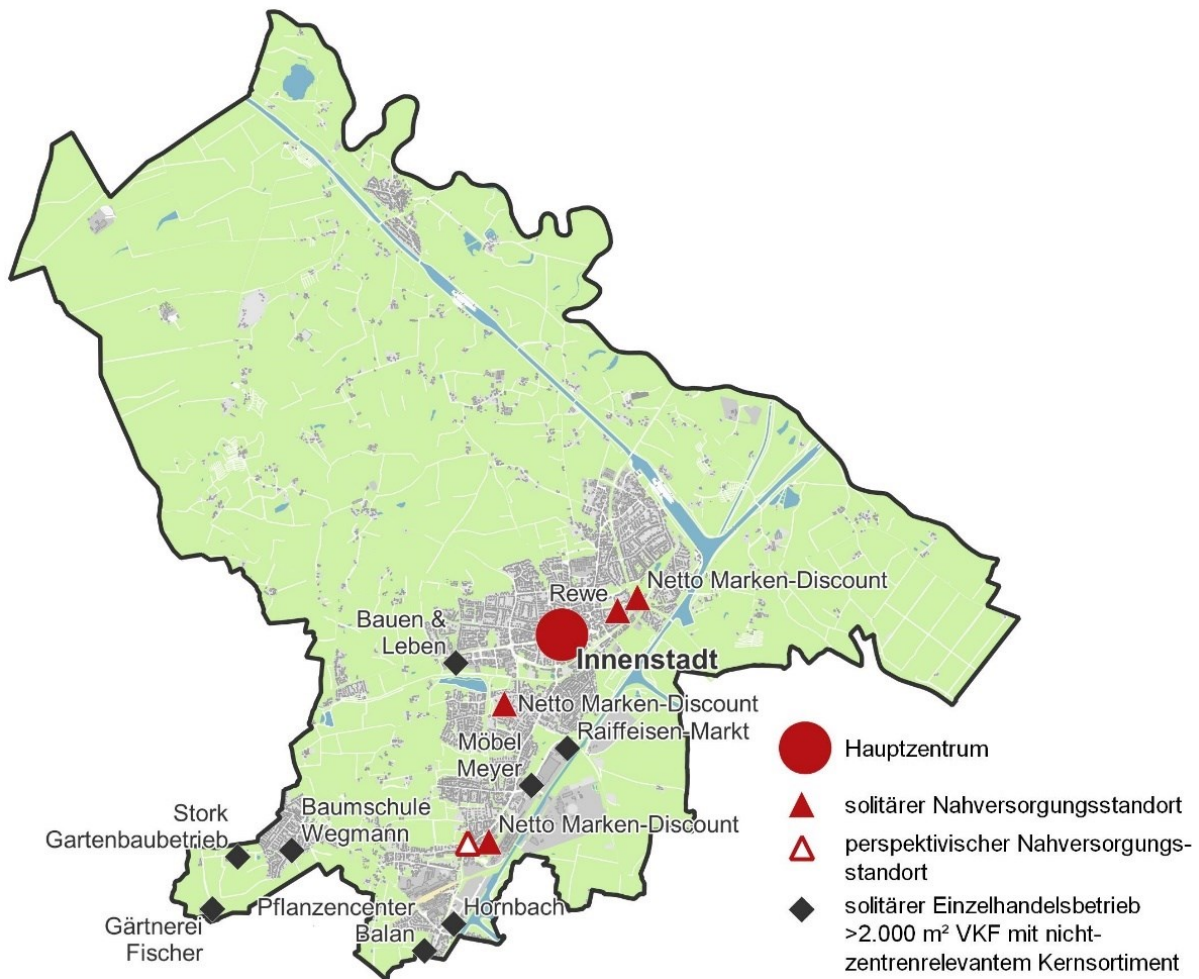 Netto Marken-Discount
Rewe
Bauen &
Leben
Innenstadt
Netto Marken-Discount
Raiffeisen-Markt
Möbel
Meyer
Stork
Gartenbaubetrieb
Baumschule
Wegmann
Netto Marken-Discount
Gärtnerei
Fischer
Pflanzencenter
Balan
Hornbach
Hauptzentrum
solitärer Nahversorgungsstandort
perspektivischer Nahversorgungs-
standort
solitärer Einzelhandelsbetrieb
>2.000 m² VKF mit nicht-
zentrenrelevantem Kernsortiment